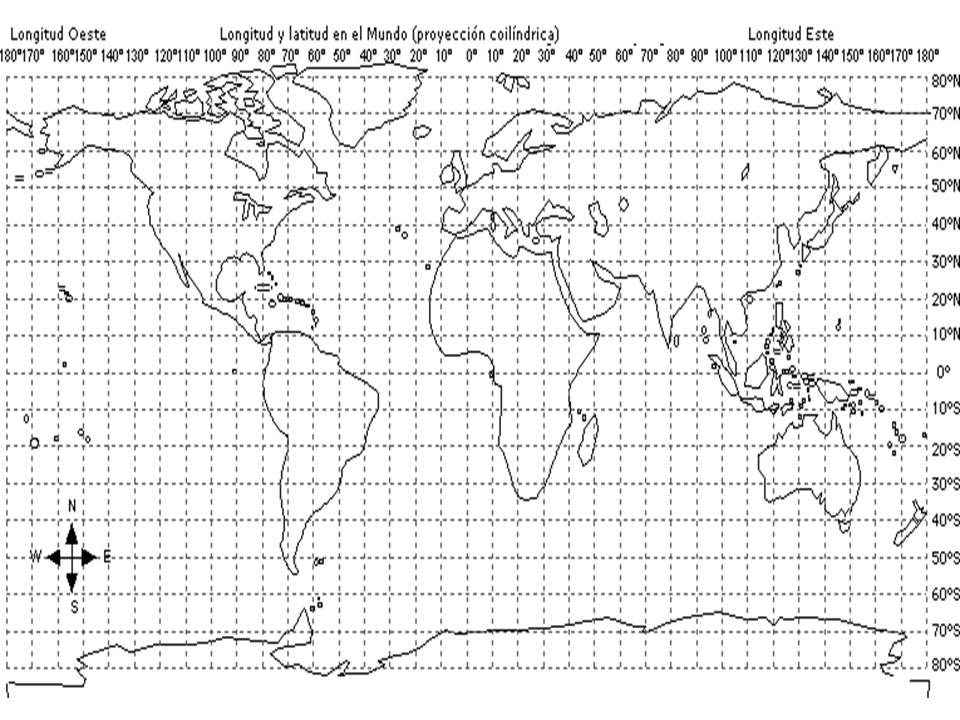 Longitud Oeste Longitud y latitud en el Mundo (proyección coilíndrica) Longitud Este
180° 170° 160° 150° 140° 130° 120° 110° 100° 90° 80° 70° 60° 50° 40° 30° 20° 10° 0° 10° 20° 30° 40° 50° 60° 70° 80° 90° 100° 110° 120° 130° 140° 150° 160° 170° 180°
80°N
70°N
60°N
50°N
40°N
30°N
20°N
10°N
0°
10°S
20°S
30°S
N
40°S
W E 50°S
S 60°S
70°S
80°S